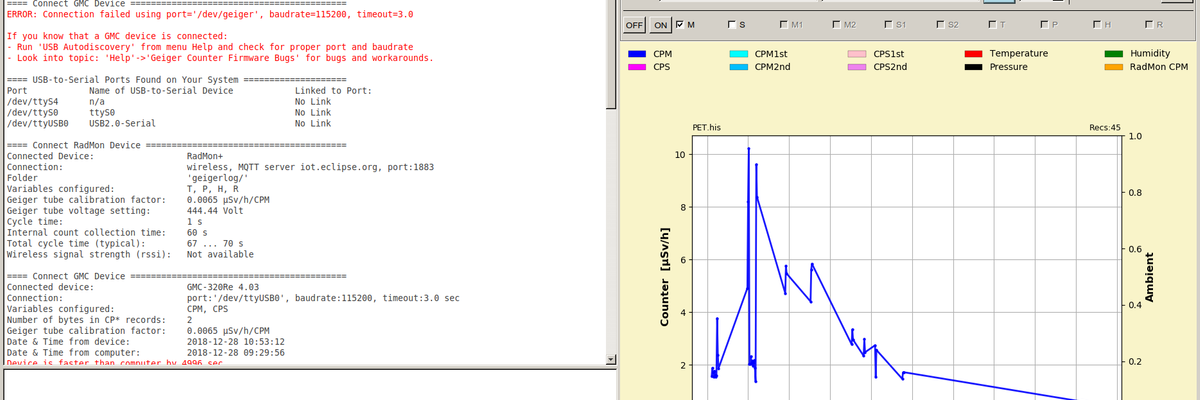 ==== Connect GMC Device ==========================================
ERROR: Connection failed using port='/dev/geiger', baudrate=115200, timeout=3.0
If you know that a GMC device is connected:
- Run 'USB Autodiscovery' from menu Help and check for proper port and baudrate
- Look into topic: 'Help'->'Geiger Counter Firmware Bugs' for bugs and workarounds.
==== USB-to-Serial Ports Found on Your System ====================
Port Name of USB-to-Serial Device Linked to Port:
/dev/ttyS4 n/a No Link
/dev/ttyS0 ttyS0 No Link
/dev/ttyUSB0 USB2.0-Serial No Link
==== Connect RadMon Device =======================================
Connected Device: RadMon+
Connection: wireless, MQTT server iot.eclipse.org, port:1883
Folder 'geigerlog/'
Variables configured: T, P, H, R
Geiger tube calibration factor: 0.0065 µSv/h/CPM
Geiger tube voltage setting: 444.44 Volt
Cycle time: 1 s
Internal count collection time: 60 s
Total cycle time (typical): 67 ... 70 s
Wireless signal strength (rssi): Not available
==== Connect GMC Device ==========================================
Connected device: GMC-320Re 4.03
Connection: port:'/dev/ttyUSB0', baudrate:115200, timeout:3.0 sec
Variables configured: CPM, CPS
Number of bytes in CP* records: 2
Geiger tube calibration factor: 0.0065 µSv/h/CPM
Date & Time from device: 2018-12-28 10:53:12
Date & Time from computer: 2018-12-28 09:29:56
Device is faster than computer by 4996 sec
OFF ON M S M1 M2 S1 S2 T P H R
CPM CPM1st CPS1st Temperature Humidity
CPS CPM2nd CPS2nd Pressure RadMon CPM
PET.his Recs:45
10
8
6
4
2
Counter [µSv/h]
1.0
0.8
0.6
0.4
0.2
Ambient